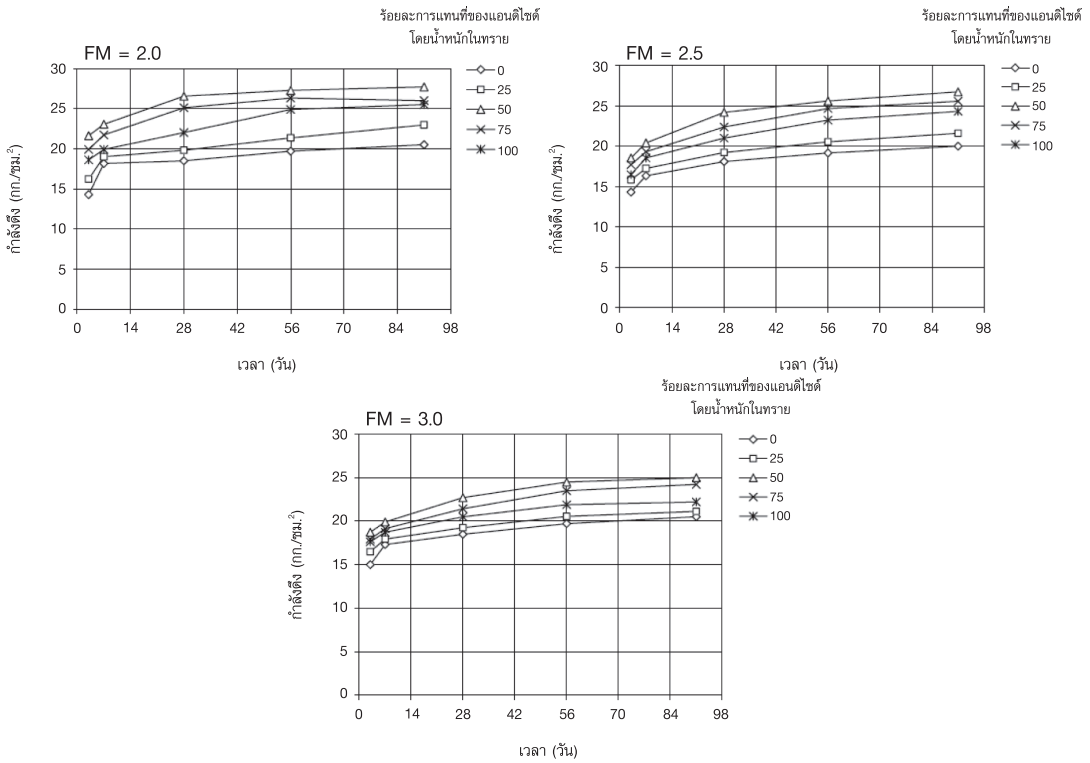 ร้อยละการแทนที่ของแอนดิไซด์
โดยน้ำหนักในทราย
FM = 2.0
30
25
20
15
10
5
0
0 14 28 42 56 70 84 98
กำลังดึง (กก./ซม.²)
เวลา (วัน)
0
25
50
75
100
ร้อยละการแทนที่ของแอนดิไซด์
โดยน้ำหนักในทราย
FM = 2.5
30
25
20
15
10
5
0
0 14 28 42 56 70 84 98
กำลังดึง (กก./ซม.²)
เวลา (วัน)
0
25
50
75
100
ร้อยละการแทนที่ของแอนดิไซด์
โดยน้ำหนักในทราย
FM = 3.0
30
25
20
15
10
5
0
0 14 28 42 56 70 84 98
กำลังดึง (กก./ซม.²)
เวลา (วัน)
0
25
50
75
100